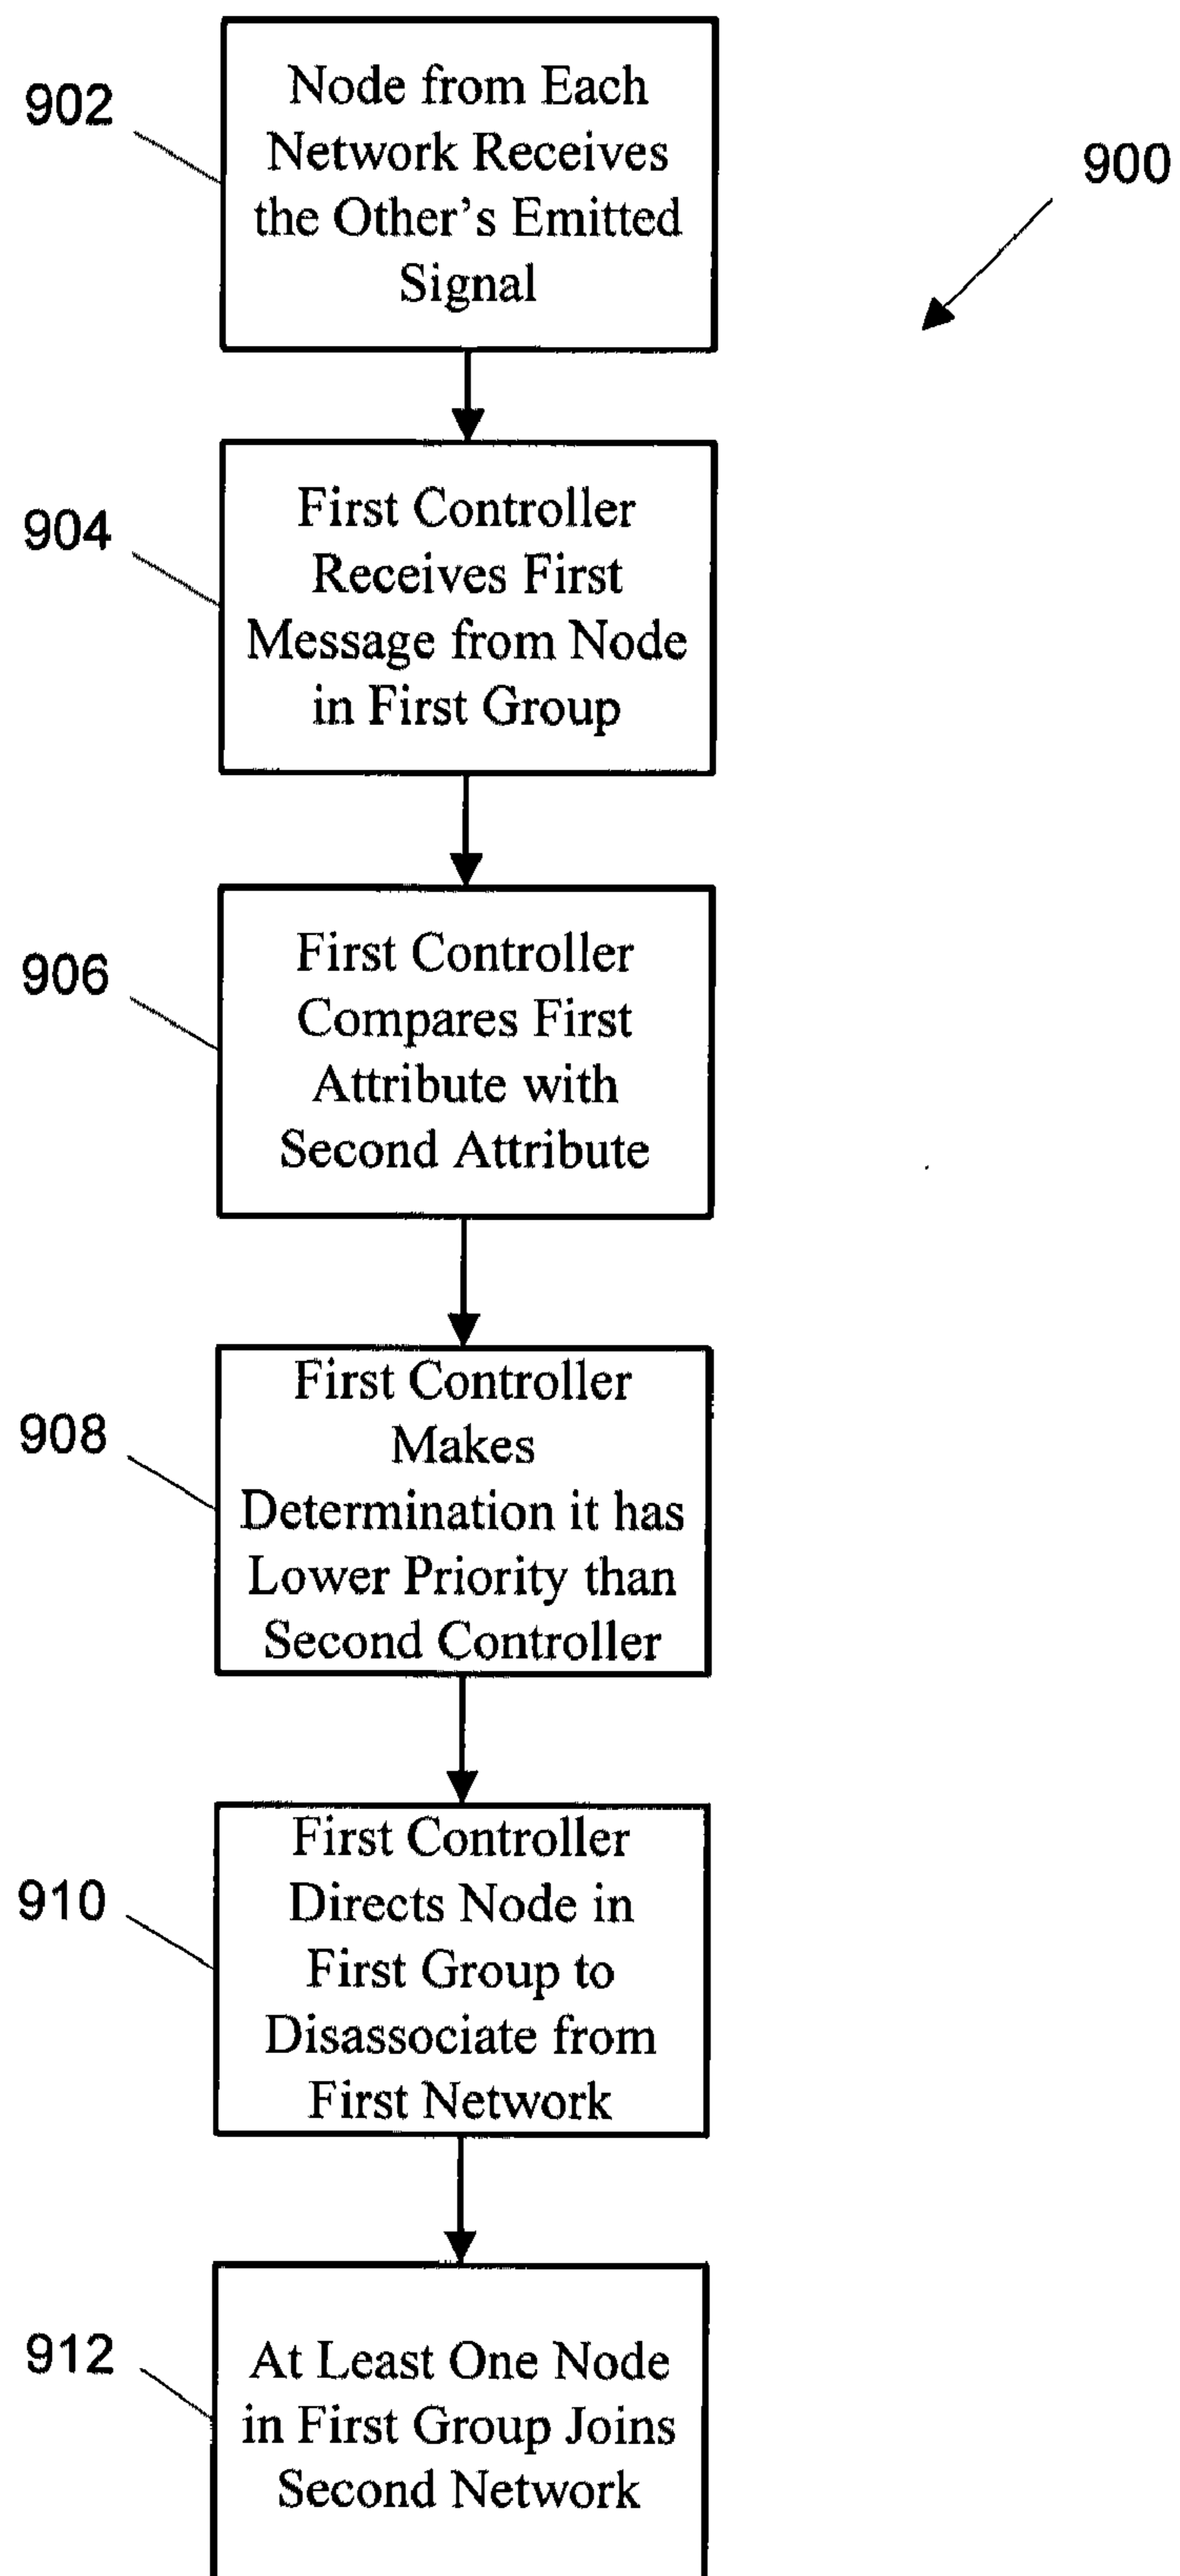 902
Node from Each
Network Receives
the Other's Emitted
Signal
900
904
First Controller
Receives First
Message from Node
in First Group
906
First Controller
Compares First
Attribute with
Second Attribute
908
First Controller
Makes
Determination it has
Lower Priority than
Second Controller
910
First Controller
Directs Node in
First Group to
Disassociate from
First Network
912
At Least One Node
in First Group Joins
Second Network